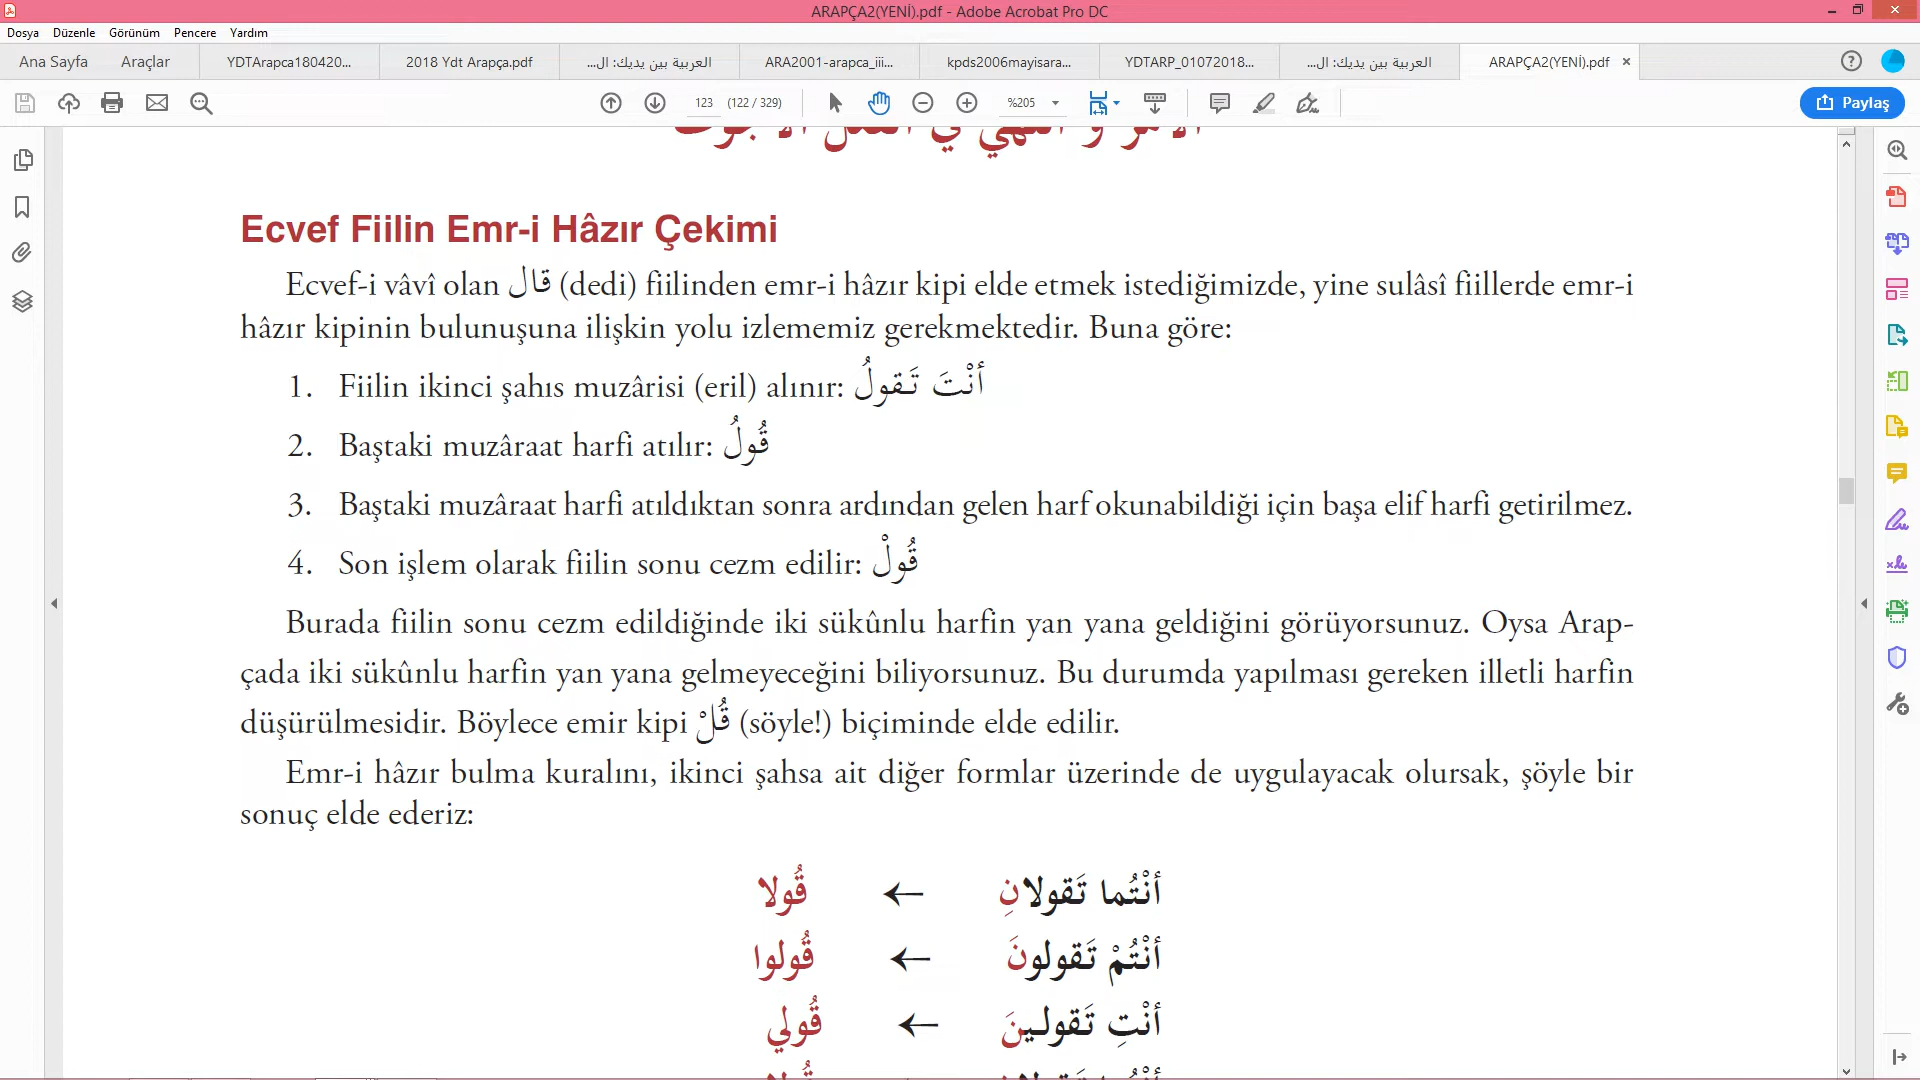 ARAPÇA2(YENİ).pdf - Adobe Acrobat Pro DC
Dosya Düzenle Görünüm Pencere Yardım
Ana Sayfa Araçlar YDTArapca180420... 2018 Ydt Arapça.pdf العربية بين يديك: ال... ARA2001-arapca_iii... kpds2006mayisara... YDTARP_01072018... العربية بين يديك: ال... ARAPÇA2(YENİ).pdf
123 (122 / 329) %205 Paylaş
Ecvef Fiilin Emr-i Hâzır Çekimi
Ecvef-i vâvî olan قال (dedi) fiilinden emr-i hâzır kipi elde etmek istediğimizde, yine sulâsî fiillerde emr-i
hâzır kipinin bulunuşuna ilişkin yolu izlememiz gerekmektedir. Buna göre:
1. Fiilin ikinci şahıs muzârisi (eril) alınır: أنْتَ تَـقولُ
2. Baştaki muzâraat harfi atılır: قُولُ
3. Baştaki muzâraat harfi atıldıktan sonra ardından gelen harf okunabildiği için başa elif harfi getirilmez.
4. Son işlem olarak fiilin sonu cezm edilir: قُولْ
Burada fiilin sonu cezm edildiğinde iki sükûnlu harfin yan yana geldiğini görüyorsunuz. Oysa Arap-
çada iki sükûnlu harfin yan yana gelmeyeceğini biliyorsunuz. Bu durumda yapılması gereken illetli harfin
düşürülmesidir. Böylece emir kipi قُلْ (söyle!) biçiminde elde edilir.
Emr-i hâzır bulma kuralını, ikinci şahsa ait diğer formlar üzerinde de uygulayacak olursak, şöyle bir
sonuç elde ederiz:
أنْتُما تَقولانِ ← قُولا
أنْتُمْ تَقولونَ ← قُولوا
أنْتِ تَقولـينَ ← قُولي